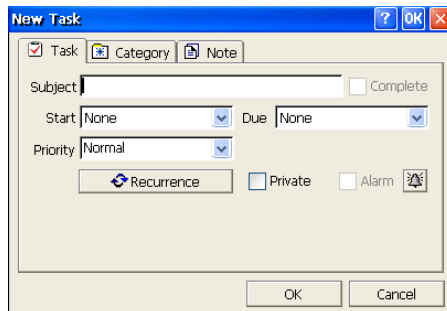 New Task ? OK
Task Category Note
Subject Complete
Start None Due None
Priority Normal
Recurrence Private Alarm
OK Cancel